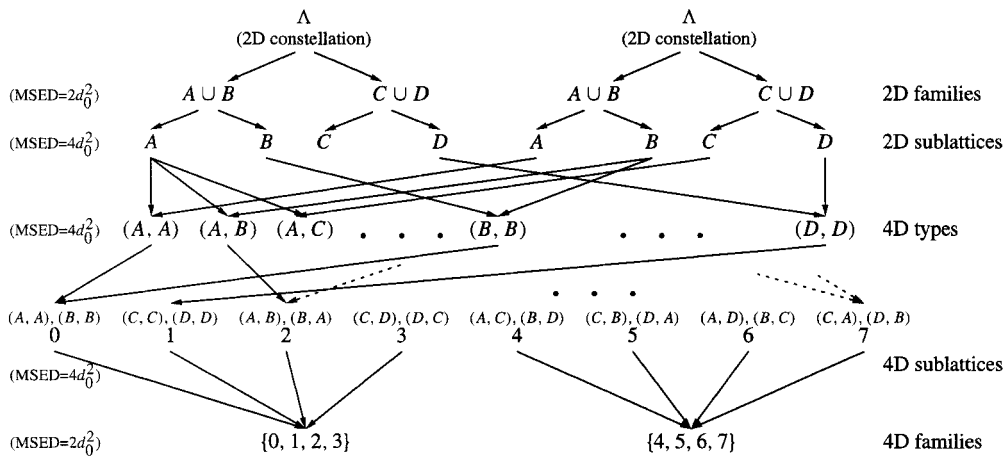 Λ Λ
(2D constellation) (2D constellation)
(MSED=2d₀²) A ∪ B C ∪ D A ∪ B C ∪ D 2D families
(MSED=4d₀²) A B C D A B C D 2D sublattices
(MSED=4d₀²) (A, A) (A, B) (A, C) . . . (B, B) . . . (D, D) 4D types
. . .
(A, A), (B, B) (C, C), (D, D) (A, B), (B, A) (C, D), (D, C) (A, C), (B, D) (C, B), (D, A) (A, D), (B, C) (C, A), (D, B)
0 1 2 3 4 5 6 7
(MSED=4d₀²) 4D sublattices
(MSED=2d₀²) {0, 1, 2, 3} {4, 5, 6, 7} 4D families